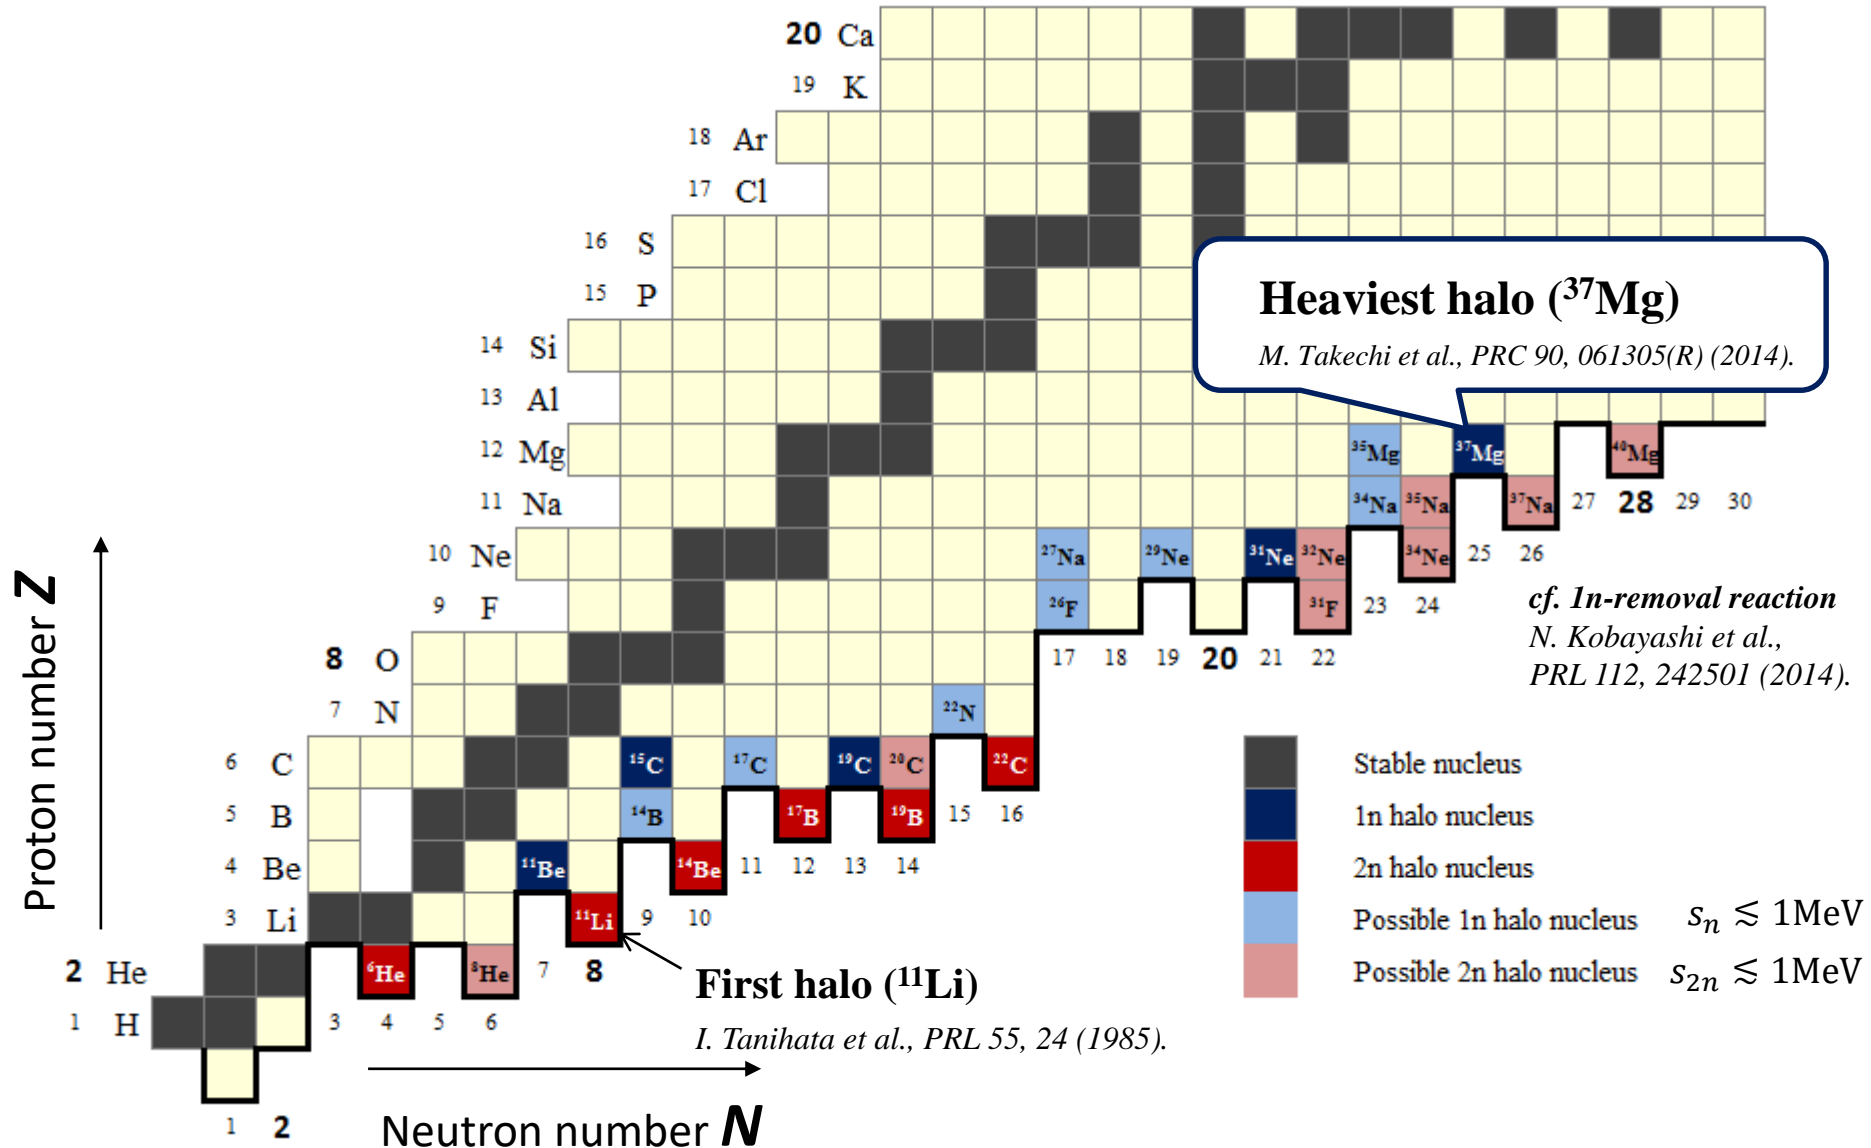 20 Ca
19 K
18 Ar
17 Cl
16 S
15 P
Heaviest halo (³⁷Mg)
M. Takechi et al., PRC 90, 061305(R) (2014).
14 Si
13 Al
12 Mg ³⁵Mg ³⁷Mg ⁴⁰Mg
11 Na ³⁴Na ³⁵Na ³⁷Na 27 28 29 30
10 Ne ²⁷Na ²⁹Ne ³¹Ne ³²Ne ³⁴Ne 25 26
9 F ²⁶F ³¹F 23 24
cf. 1n-removal reaction
N. Kobayashi et al.,
PRL 112, 242501 (2014).
8 O 17 18 19 20 21 22
7 N ²²N
6 C ¹⁵C ¹⁷C ¹⁹C ²⁰C ²²C
5 B ¹⁴B ¹⁷B ¹⁹B 15 16
4 Be ¹¹Be ¹⁴Be 11 12 13 14
3 Li ¹¹Li 9 10
2 He ⁶He ⁸He 7 8
1 H 3 4 5 6
1 2
First halo (¹¹Li)
I. Tanihata et al., PRL 55, 24 (1985).
Proton number Z
Neutron number N
Stable nucleus
1n halo nucleus
2n halo nucleus
Possible 1n halo nucleus sₙ ≲ 1MeV
Possible 2n halo nucleus s₂ₙ ≲ 1MeV